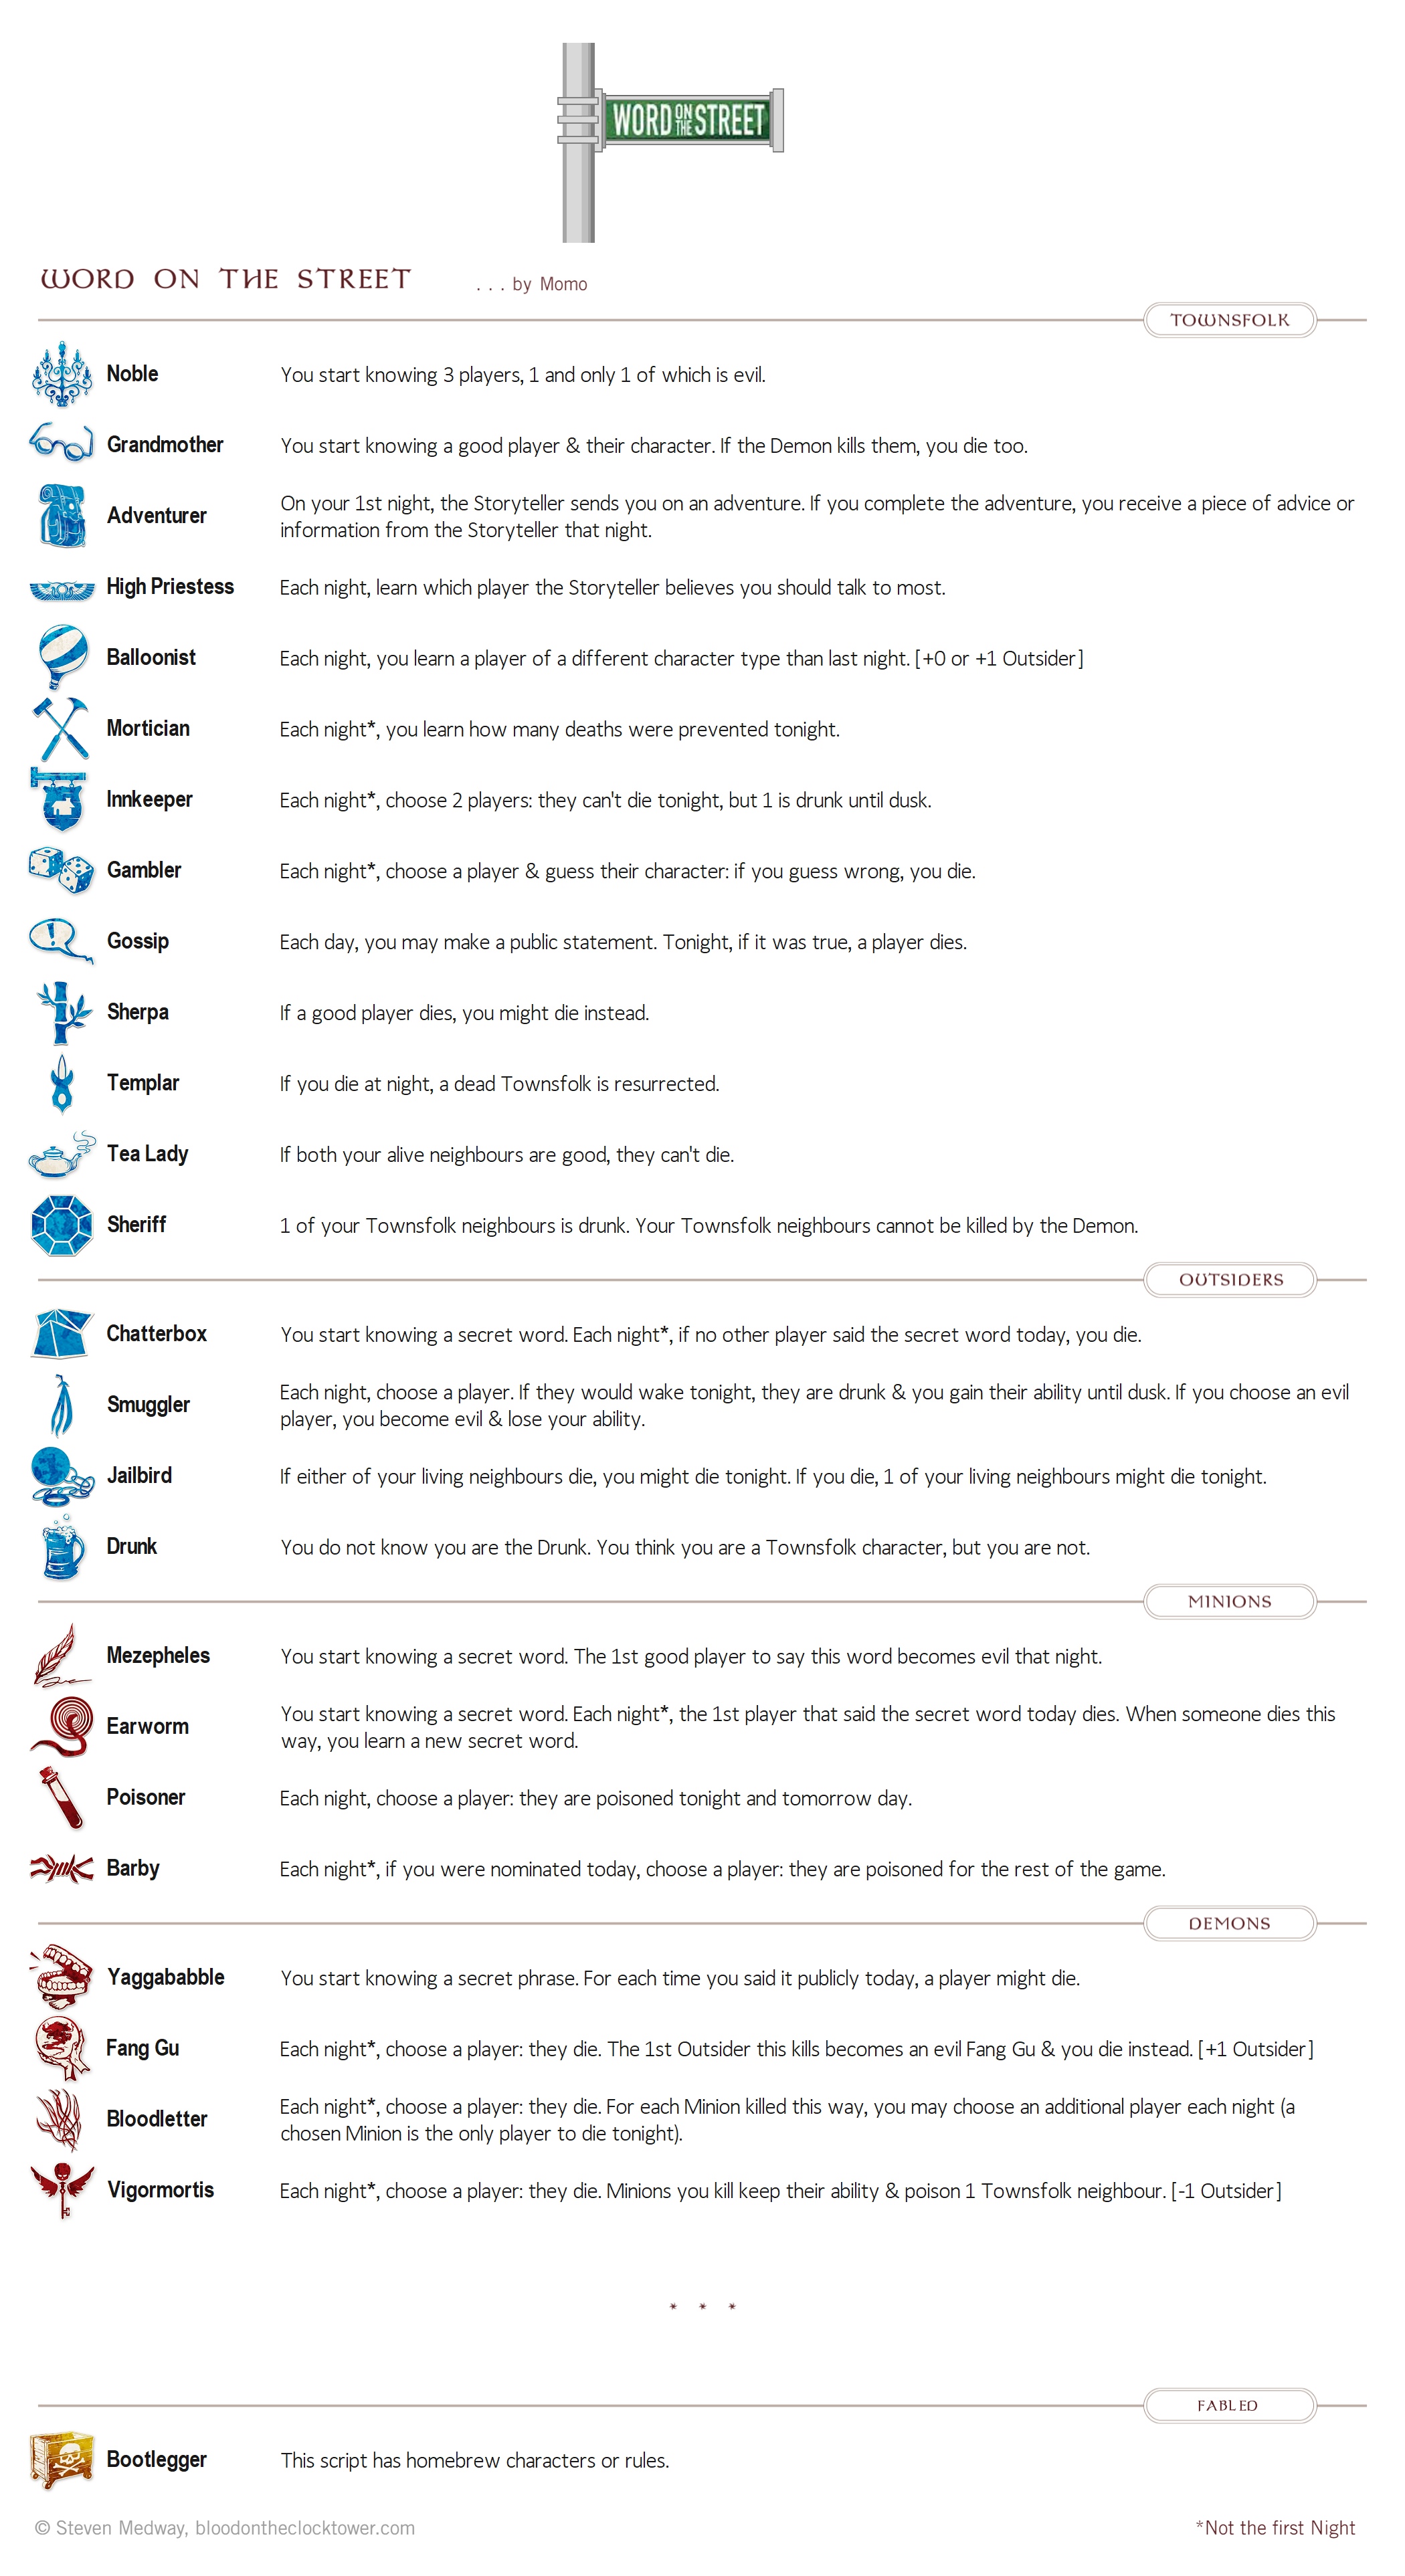 WORD ON THE STREET
WORD ON THE STREET ... by Momo
TOWNSFOLK
Noble You start knowing 3 players, 1 and only 1 of which is evil.
Grandmother You start knowing a good player & their character. If the Demon kills them, you die too.
Adventurer On your 1st night, the Storyteller sends you on an adventure. If you complete the adventure, you receive a piece of advice or
information from the Storyteller that night.
High Priestess Each night, learn which player the Storyteller believes you should talk to most.
Balloonist Each night, you learn a player of a different character type than last night. [+0 or +1 Outsider]
Mortician Each night*, you learn how many deaths were prevented tonight.
Innkeeper Each night*, choose 2 players: they can't die tonight, but 1 is drunk until dusk.
Gambler Each night*, choose a player & guess their character: if you guess wrong, you die.
Gossip Each day, you may make a public statement. Tonight, if it was true, a player dies.
Sherpa If a good player dies, you might die instead.
Templar If you die at night, a dead Townsfolk is resurrected.
Tea Lady If both your alive neighbours are good, they can't die.
Sheriff 1 of your Townsfolk neighbours is drunk. Your Townsfolk neighbours cannot be killed by the Demon.
OUTSIDERS
Chatterbox You start knowing a secret word. Each night*, if no other player said the secret word today, you die.
Smuggler Each night, choose a player. If they would wake tonight, they are drunk & you gain their ability until dusk. If you choose an evil
player, you become evil & lose your ability.
Jailbird If either of your living neighbours die, you might die tonight. If you die, 1 of your living neighbours might die tonight.
Drunk You do not know you are the Drunk. You think you are a Townsfolk character, but you are not.
MINIONS
Mezepheles You start knowing a secret word. The 1st good player to say this word becomes evil that night.
Earworm You start knowing a secret word. Each night*, the 1st player that said the secret word today dies. When someone dies this
way, you learn a new secret word.
Poisoner Each night, choose a player: they are poisoned tonight and tomorrow day.
Barby Each night*, if you were nominated today, choose a player: they are poisoned for the rest of the game.
DEMONS
Yaggababble You start knowing a secret phrase. For each time you said it publicly today, a player might die.
Fang Gu Each night*, choose a player: they die. The 1st Outsider this kills becomes an evil Fang Gu & you die instead. [+1 Outsider]
Bloodletter Each night*, choose a player: they die. For each Minion killed this way, you may choose an additional player each night (a
chosen Minion is the only player to die tonight).
Vigormortis Each night*, choose a player: they die. Minions you kill keep their ability & poison 1 Townsfolk neighbour. [-1 Outsider]
* * *
FABLED
Bootlegger This script has homebrew characters or rules.
© Steven Medway, bloodontheclocktower.com *Not the first Night